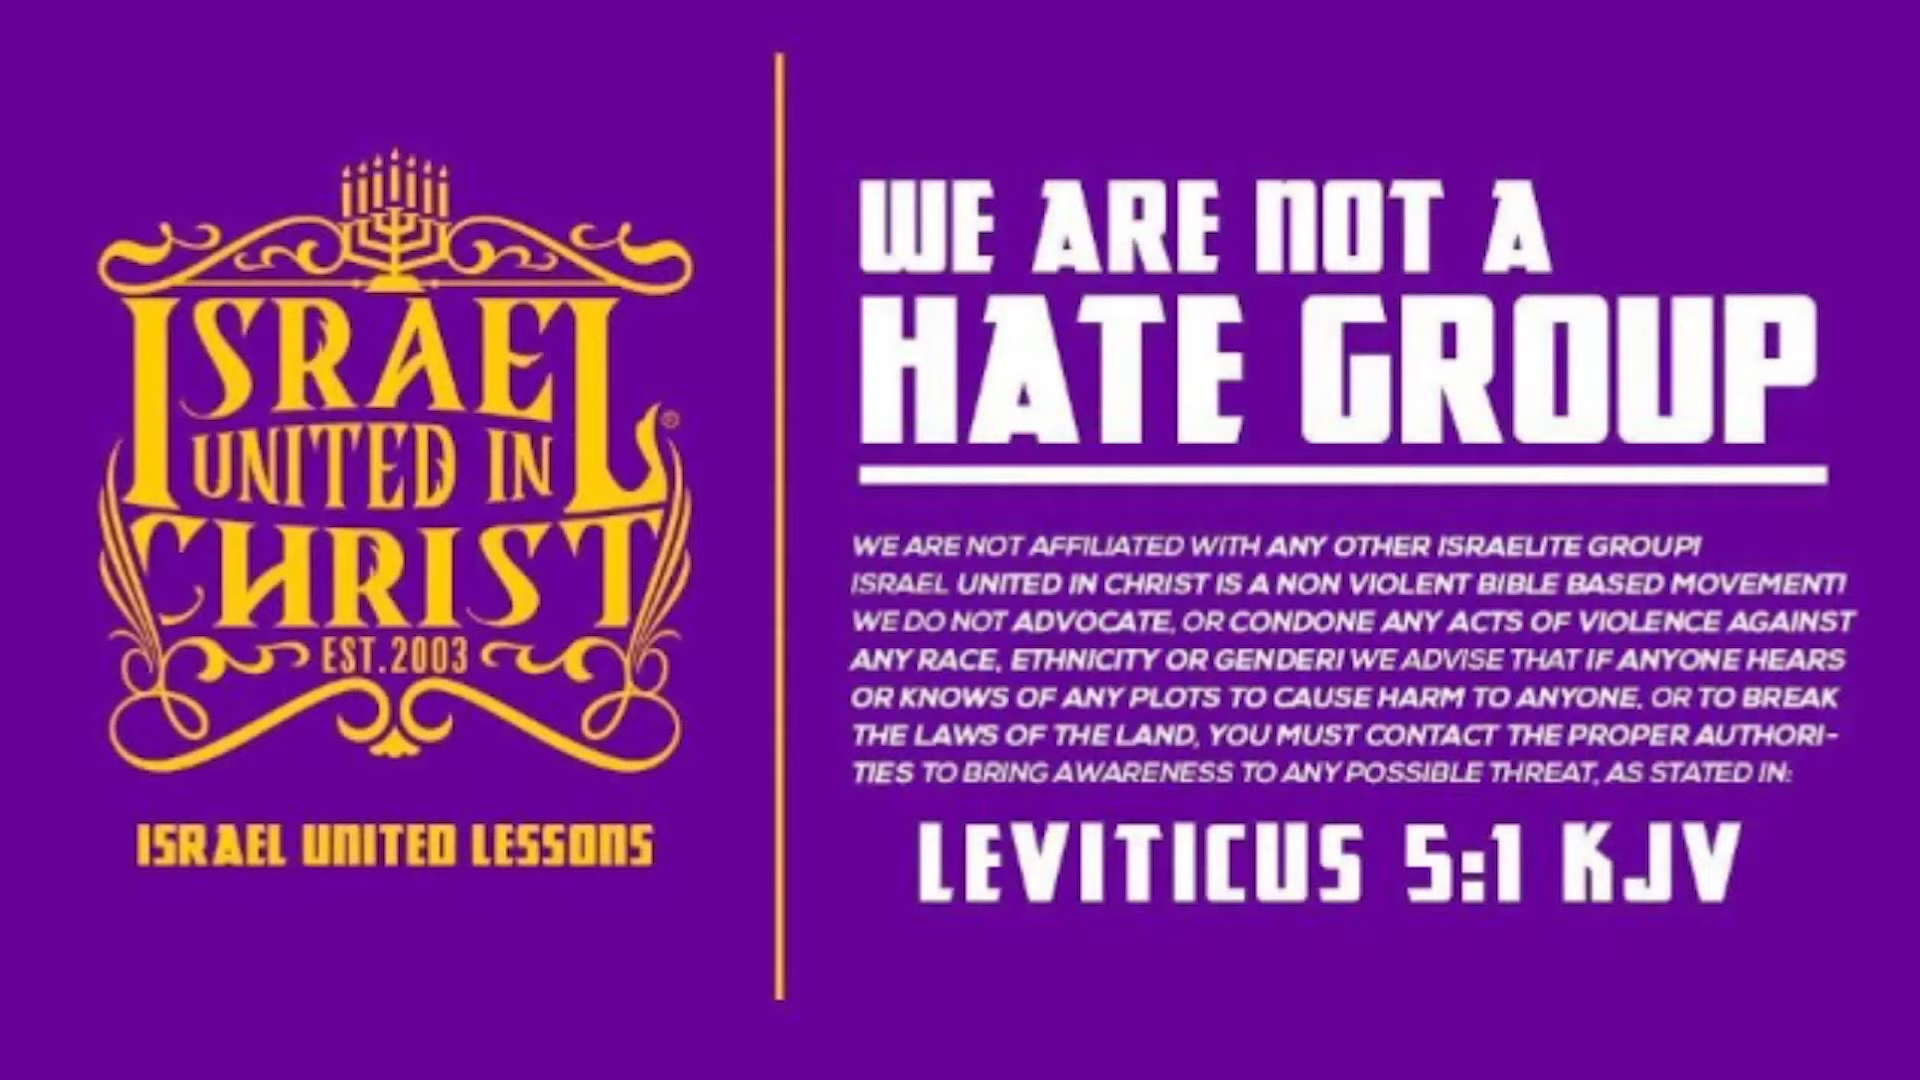 ISRAEL
UNITED IN
CHRIST
®
EST.2003
ISRAEL UNITED LESSONS
WE ARE NOT A
HATE GROUP
WE ARE NOT AFFILIATED WITH ANY OTHER ISRAELITE GROUP!
ISRAEL UNITED IN CHRIST IS A NON VIOLENT BIBLE BASED MOVEMENT!
WE DO NOT ADVOCATE, OR CONDONE ANY ACTS OF VIOLENCE AGAINST
ANY RACE, ETHNICITY OR GENDER! WE ADVISE THAT IF ANYONE HEARS
OR KNOWS OF ANY PLOTS TO CAUSE HARM TO ANYONE, OR TO BREAK
THE LAWS OF THE LAND, YOU MUST CONTACT THE PROPER AUTHORI-
TIES TO BRING AWARENESS TO ANY POSSIBLE THREAT, AS STATED IN:
LEVITICUS 5:1 KJV